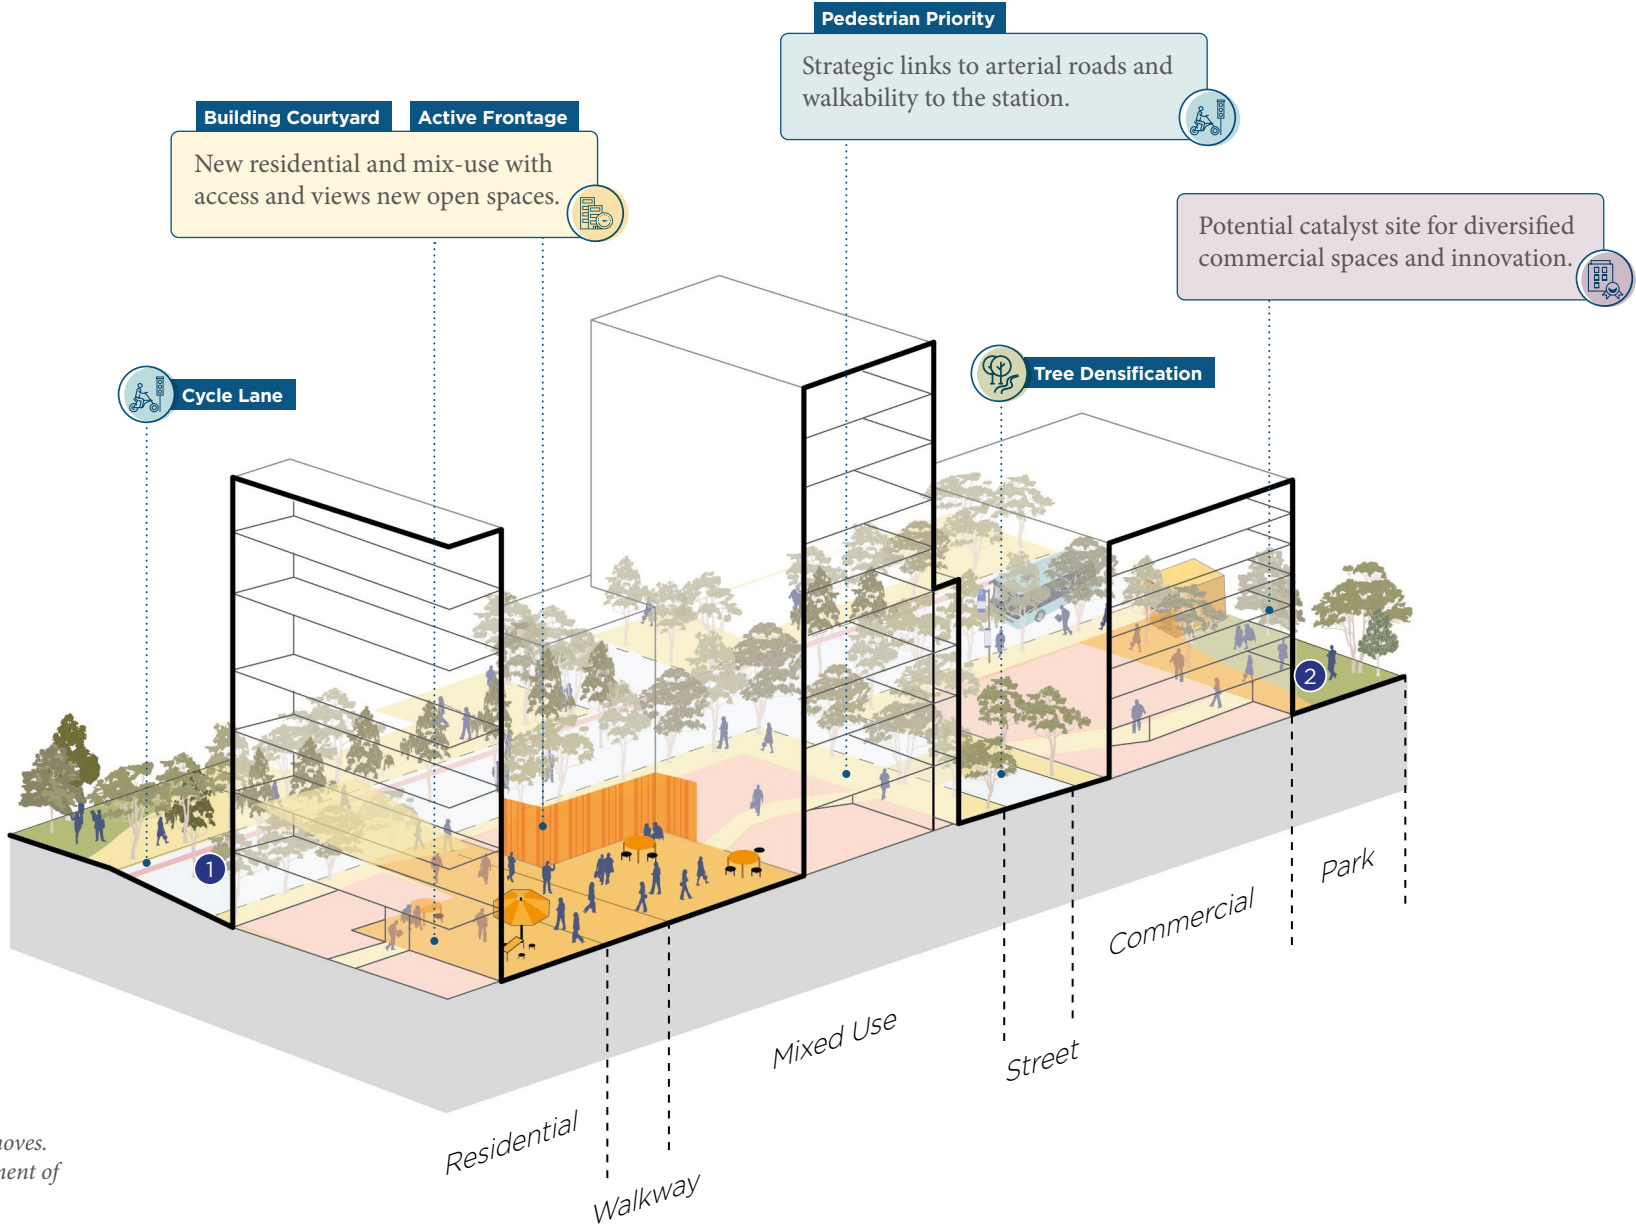 Pedestrian Priority
Strategic links to arterial roads and
walkability to the station.
Building Courtyard
Active Frontage
New residential and mix-use with
access and views new open spaces.
Potential catalyst site for diversified
commercial spaces and innovation.
Cycle Lane
Tree Densification
1
2
Park
Commercial
Mixed Use
Street
Residential
Walkway
of